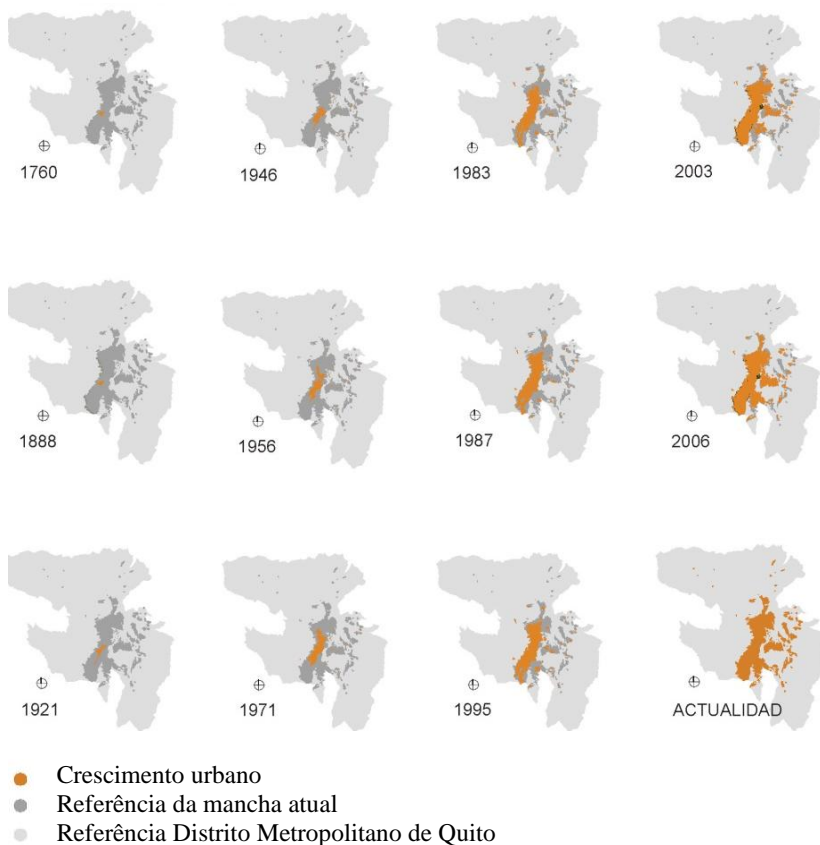 1760
1946
1983
2003
1888
1956
1987
2006
1921
1971
1995
ACTUALIDAD
Crescimento urbano
Referência da mancha atual
Referência Distrito Metropolitano de Quito